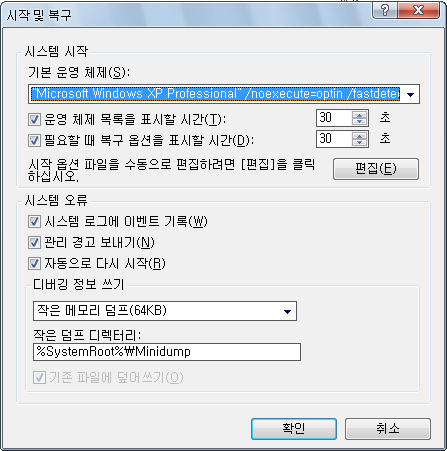 시작 및 복구
시스템 시작
기본 운영 체제(S):
"Microsoft Windows XP Professional" /noexecute=optin /fastdete
운영 체제 목록을 표시할 시간(T): 30 초
필요할 때 복구 옵션을 표시할 시간(D): 30 초
시작 옵션 파일을 수동으로 편집하려면 [편집]을 클릭
하십시오.
편집(E)
시스템 오류
시스템 로그에 이벤트 기록(W)
관리 경고 보내기(N)
자동으로 다시 시작(R)
디버깅 정보 쓰기
작은 메모리 덤프(64KB)
작은 덤프 디렉터리:
%SystemRoot%₩Minidump
기존 파일에 덮어쓰기(O)
확인 취소